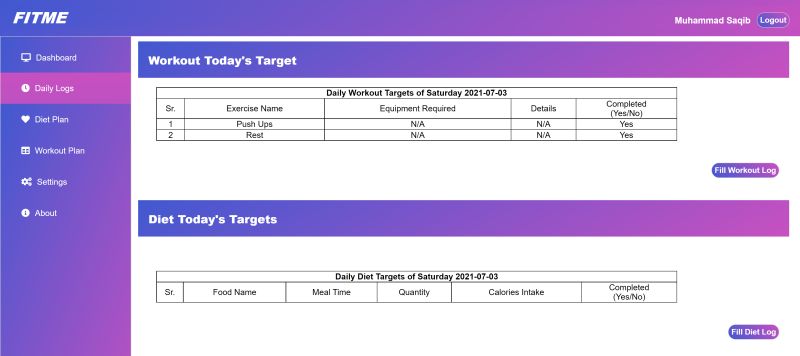 FITME
Muhammad Saqib Logout
Dashboard
Daily Logs
Diet Plan
Workout Plan
Settings
About
Workout Today's Target
Daily Workout Targets of Saturday 2021-07-03
Sr. Exercise Name Equipment Required Details Completed (Yes/No)
1 Push Ups N/A N/A Yes
2 Rest N/A N/A Yes
Fill Workout Log
Diet Today's Targets
Daily Diet Targets of Saturday 2021-07-03
Sr. Food Name Meal Time Quantity Calories Intake Completed (Yes/No)
Fill Diet Log